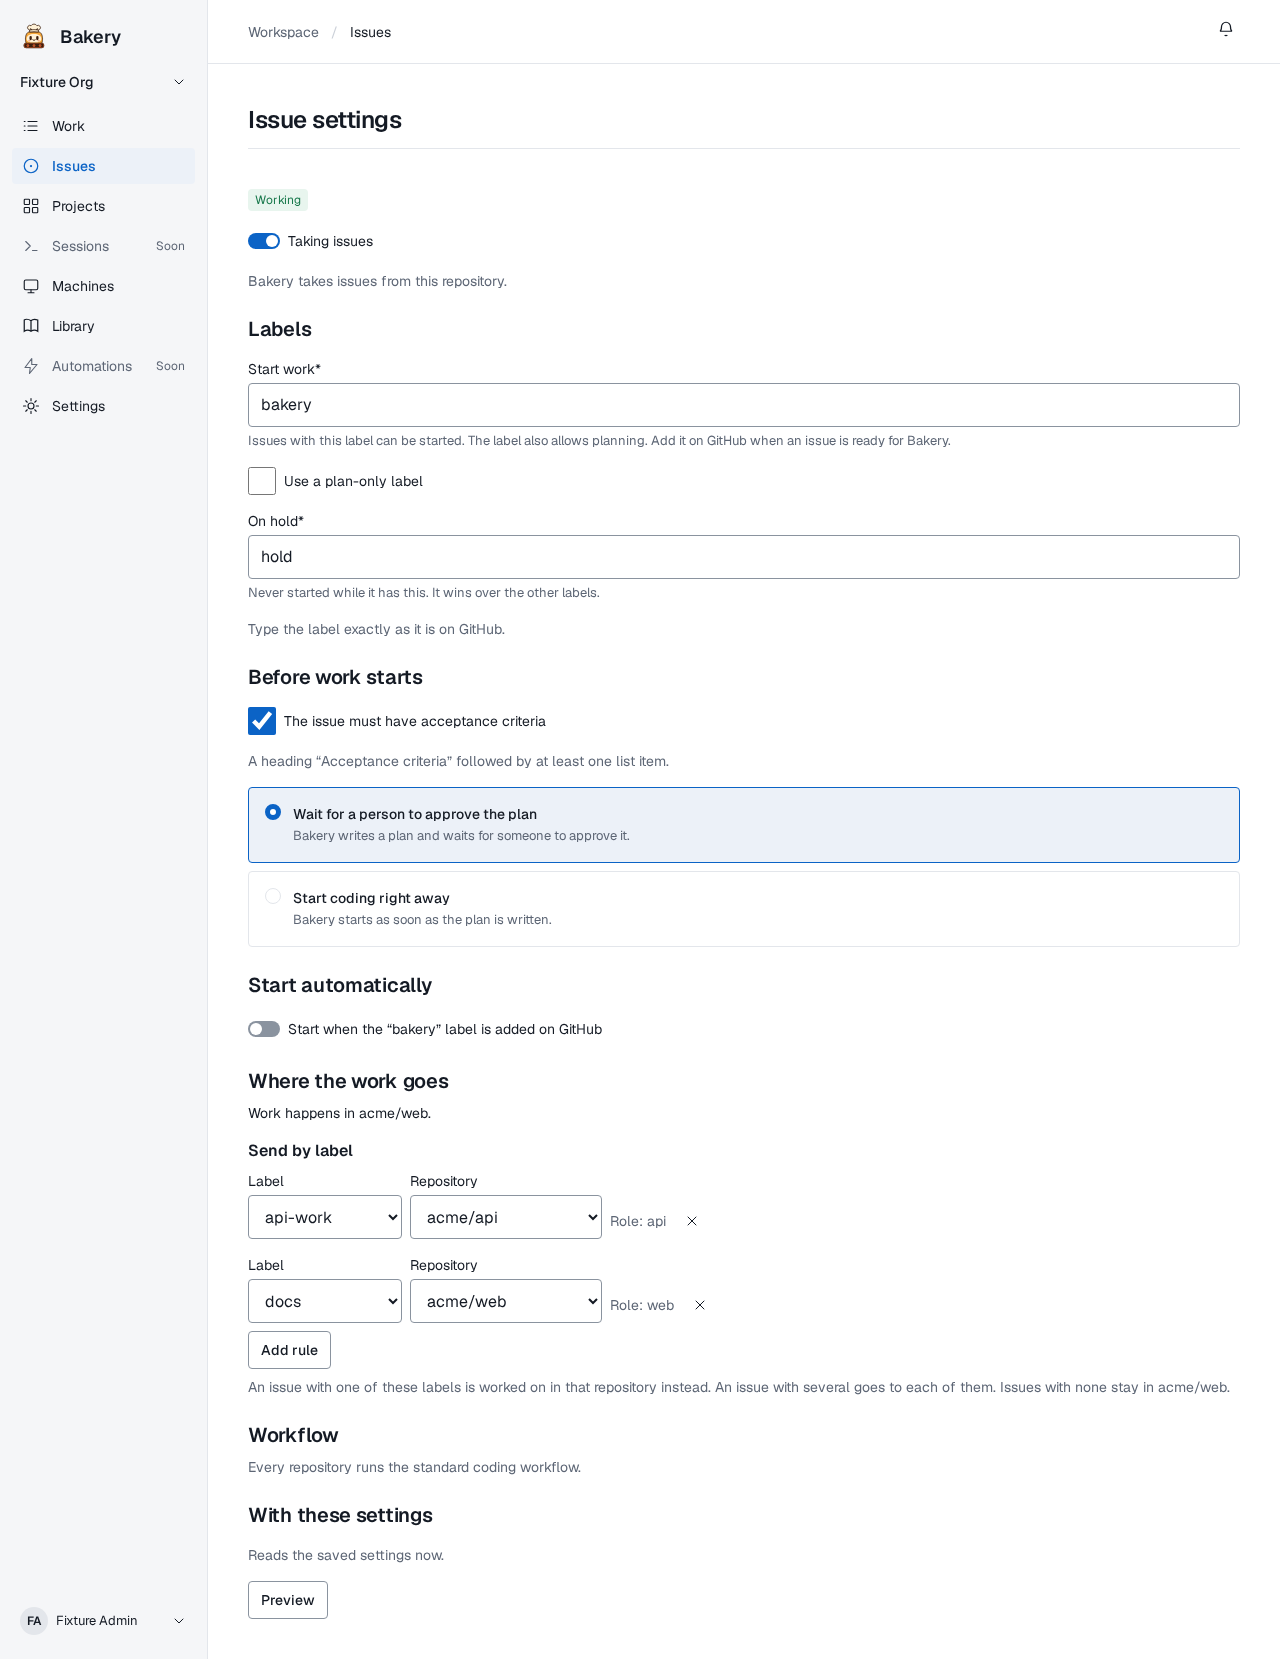 Bakery
Fixture Org
Work
Issues
Projects
Sessions Soon
Machines
Library
Automations Soon
Settings
FA Fixture Admin
Workspace / Issues
Issue settings
Working
Taking issues
Bakery takes issues from this repository.
Labels
Start work*
bakery
Issues with this label can be started. The label also allows planning. Add it on GitHub when an issue is ready for Bakery.
Use a plan-only label
On hold*
hold
Never started while it has this. It wins over the other labels.
Type the label exactly as it is on GitHub.
Before work starts
The issue must have acceptance criteria
A heading “Acceptance criteria” followed by at least one list item.
Wait for a person to approve the plan
Bakery writes a plan and waits for someone to approve it.
Start coding right away
Bakery starts as soon as the plan is written.
Start automatically
Start when the “bakery” label is added on GitHub
Where the work goes
Work happens in acme/web.
Send by label
Label Repository
api-work acme/api Role: api
Label Repository
docs acme/web Role: web
Add rule
An issue with one of these labels is worked on in that repository instead. An issue with several goes to each of them. Issues with none stay in acme/web.
Workflow
Every repository runs the standard coding workflow.
With these settings
Reads the saved settings now.
Preview